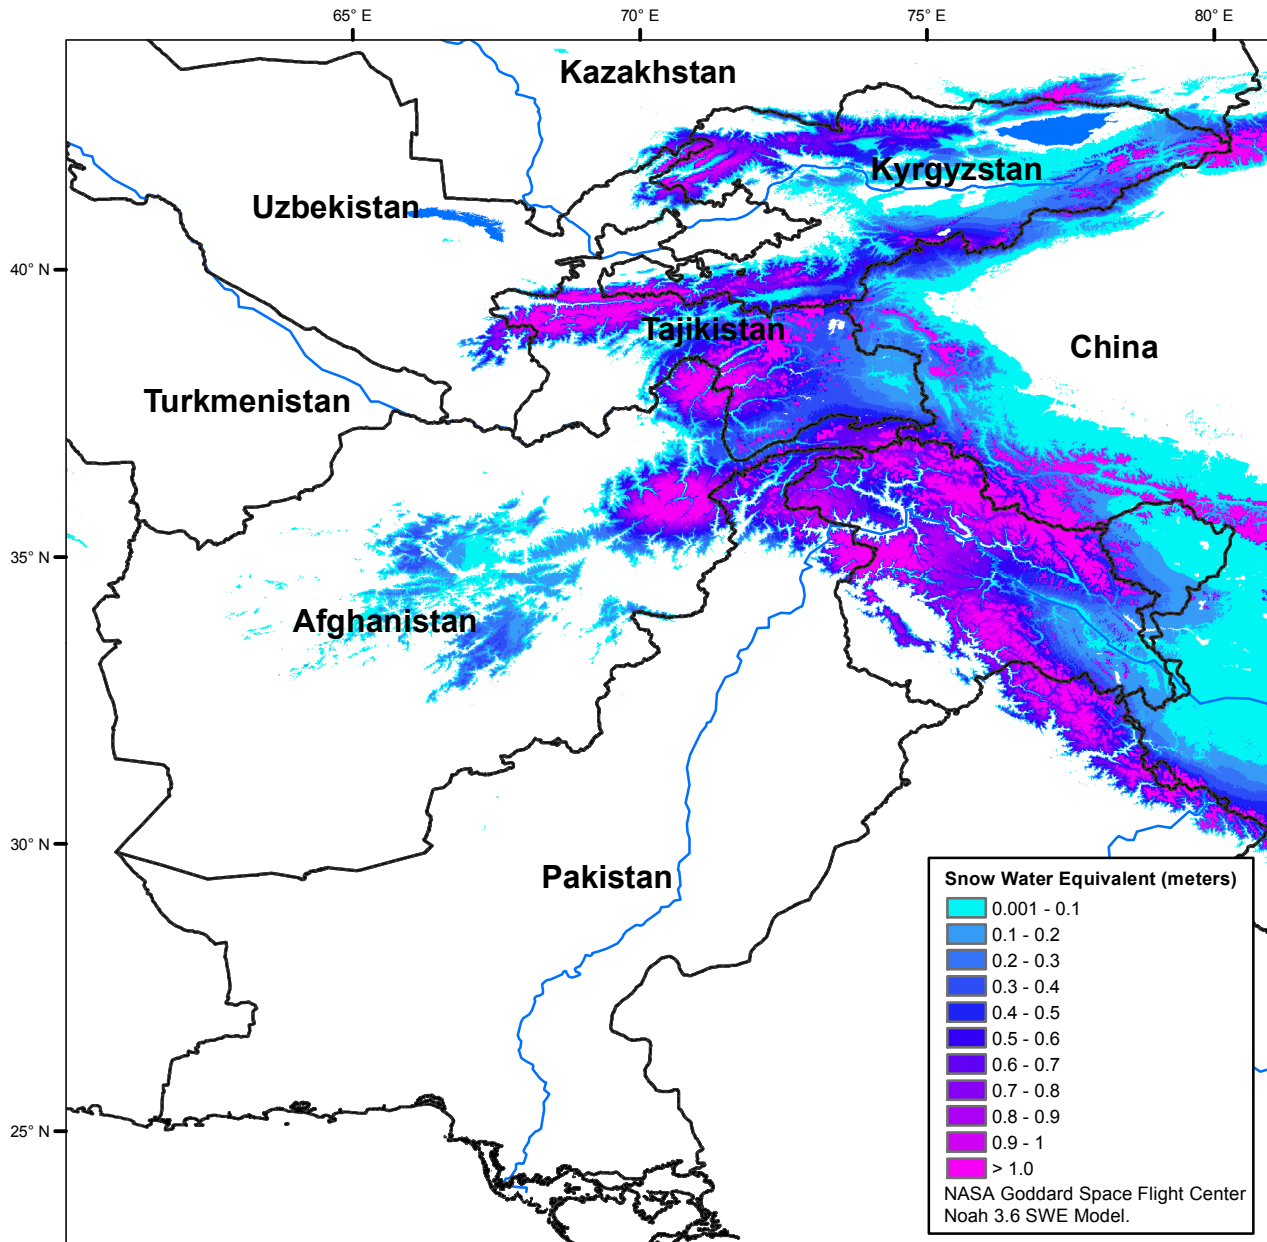 65° E
70° E
75° E
80° E
Kazakhstan
Kyrgyzstan
Uzbekistan
40° N
Tajikistan
China
Turkmenistan
35° N
Afghanistan
30° N
Pakistan
25° N
Snow Water Equivalent (meters)
0.001 - 0.1
0.1 - 0.2
0.2 - 0.3
0.3 - 0.4
0.4 - 0.5
0.5 - 0.6
0.6 - 0.7
0.7 - 0.8
0.8 - 0.9
0.9 - 1
> 1.0
NASA Goddard Space Flight Center
Noah 3.6 SWE Model.